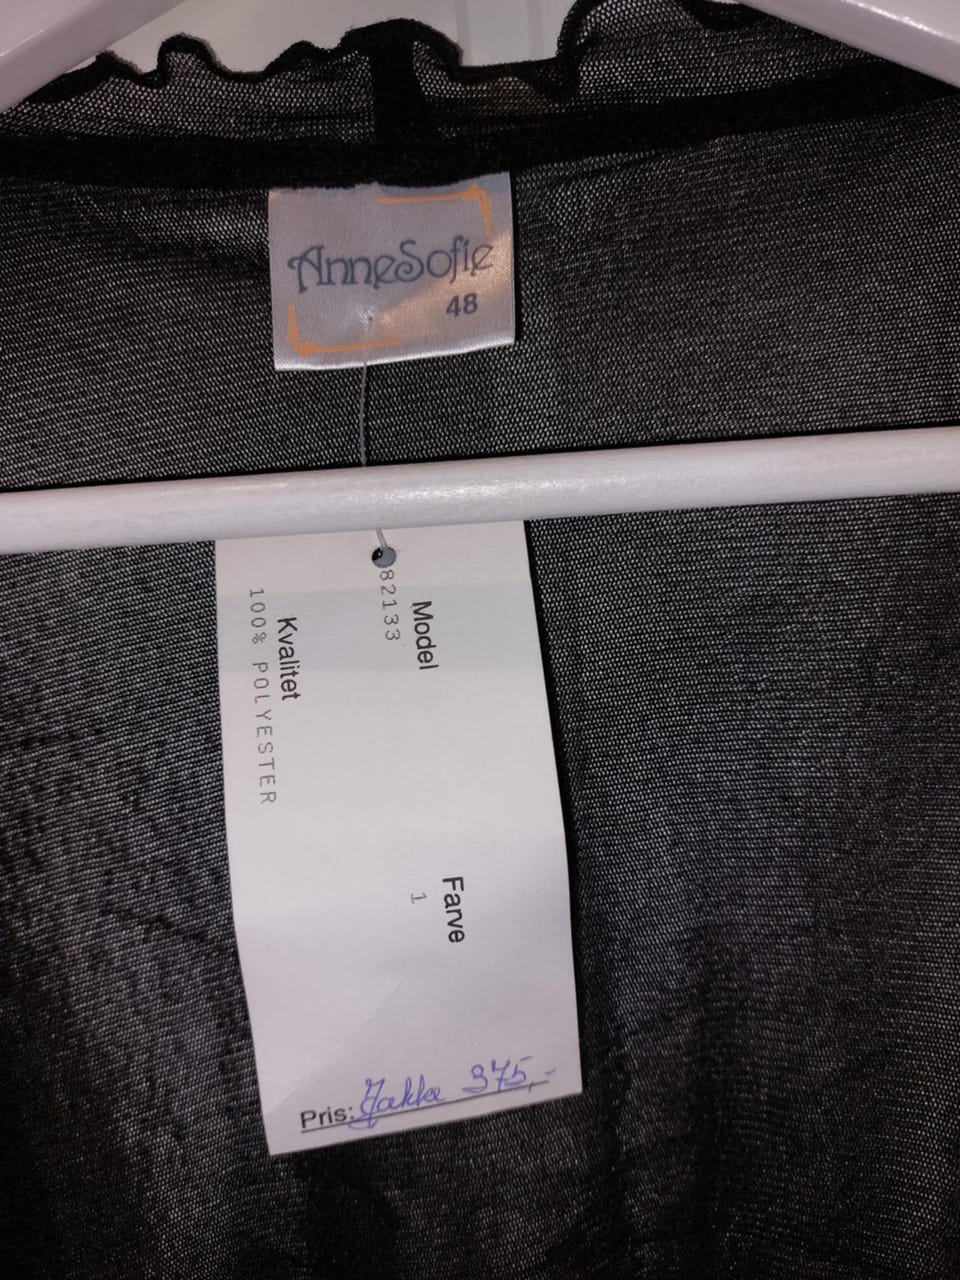 AnneSofie
48
Model
82133
Farve
1
Kvalitet
100% POLYESTER
Pris: Jakke 375,-